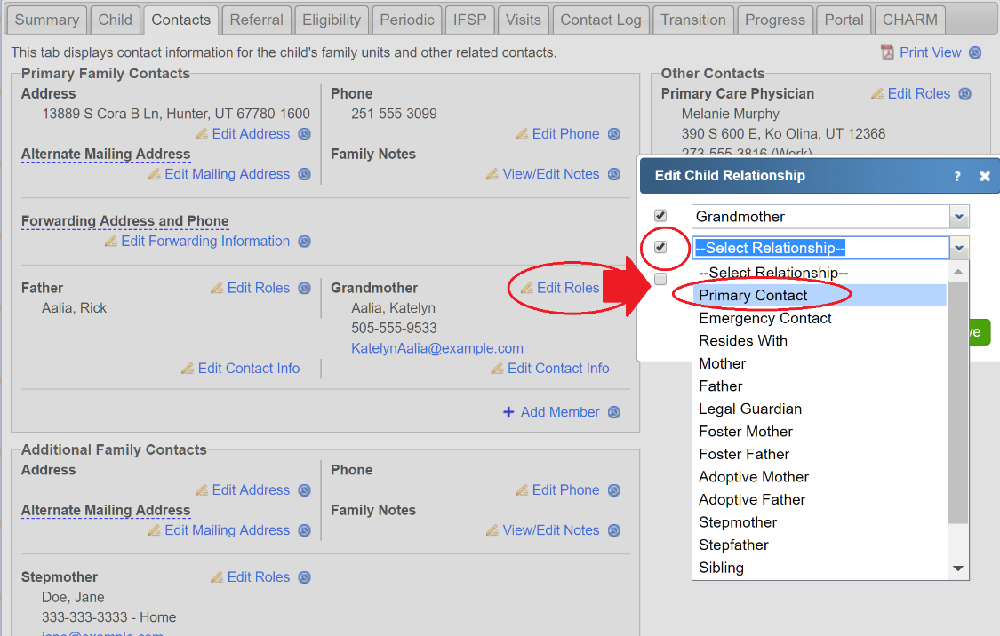 Summary Child Contacts Referral Eligibility Periodic IFSP Visits Contact Log Transition Progress Portal CHARM
This tab displays contact information for the child's family units and other related contacts.
Print View
Primary Family Contacts
Address
13889 S Cora B Ln, Hunter, UT 67780-1600
Edit Address
Alternate Mailing Address
Edit Mailing Address
Phone
251-555-3099
Edit Phone
Family Notes
View/Edit Notes
Forwarding Address and Phone
Edit Forwarding Information
Father
Edit Roles
Aalia, Rick
Edit Contact Info
Grandmother
Edit Roles
Aalia, Katelyn
505-555-9533
KatelynAalia@example.com
Edit Contact Info
Add Member
Additional Family Contacts
Address
Edit Address
Alternate Mailing Address
Edit Mailing Address
Phone
Edit Phone
Family Notes
View/Edit Notes
Stepmother
Edit Roles
Doe, Jane
333-333-3333 - Home
jane@example.com
Other Contacts
Primary Care Physician
Edit Roles
Melanie Murphy
390 S 600 E, Ko Olina, UT 12368
273-555-3816 (Work)
Edit Child Relationship
?
Grandmother
--Select Relationship--
--Select Relationship--
Primary Contact
Emergency Contact
Resides With
Mother
Father
Legal Guardian
Foster Mother
Foster Father
Adoptive Mother
Adoptive Father
Stepmother
Stepfather
Sibling
ve